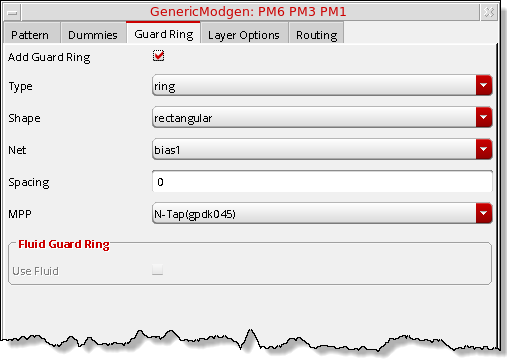 GenericModgen: PM6 PM3 PM1
Pattern Dummies Guard Ring Layer Options Routing
Add Guard Ring
Type ring
Shape rectangular
Net bias1
Spacing 0
MPP N-Tap(gpdk045)
Fluid Guard Ring
Use Fluid